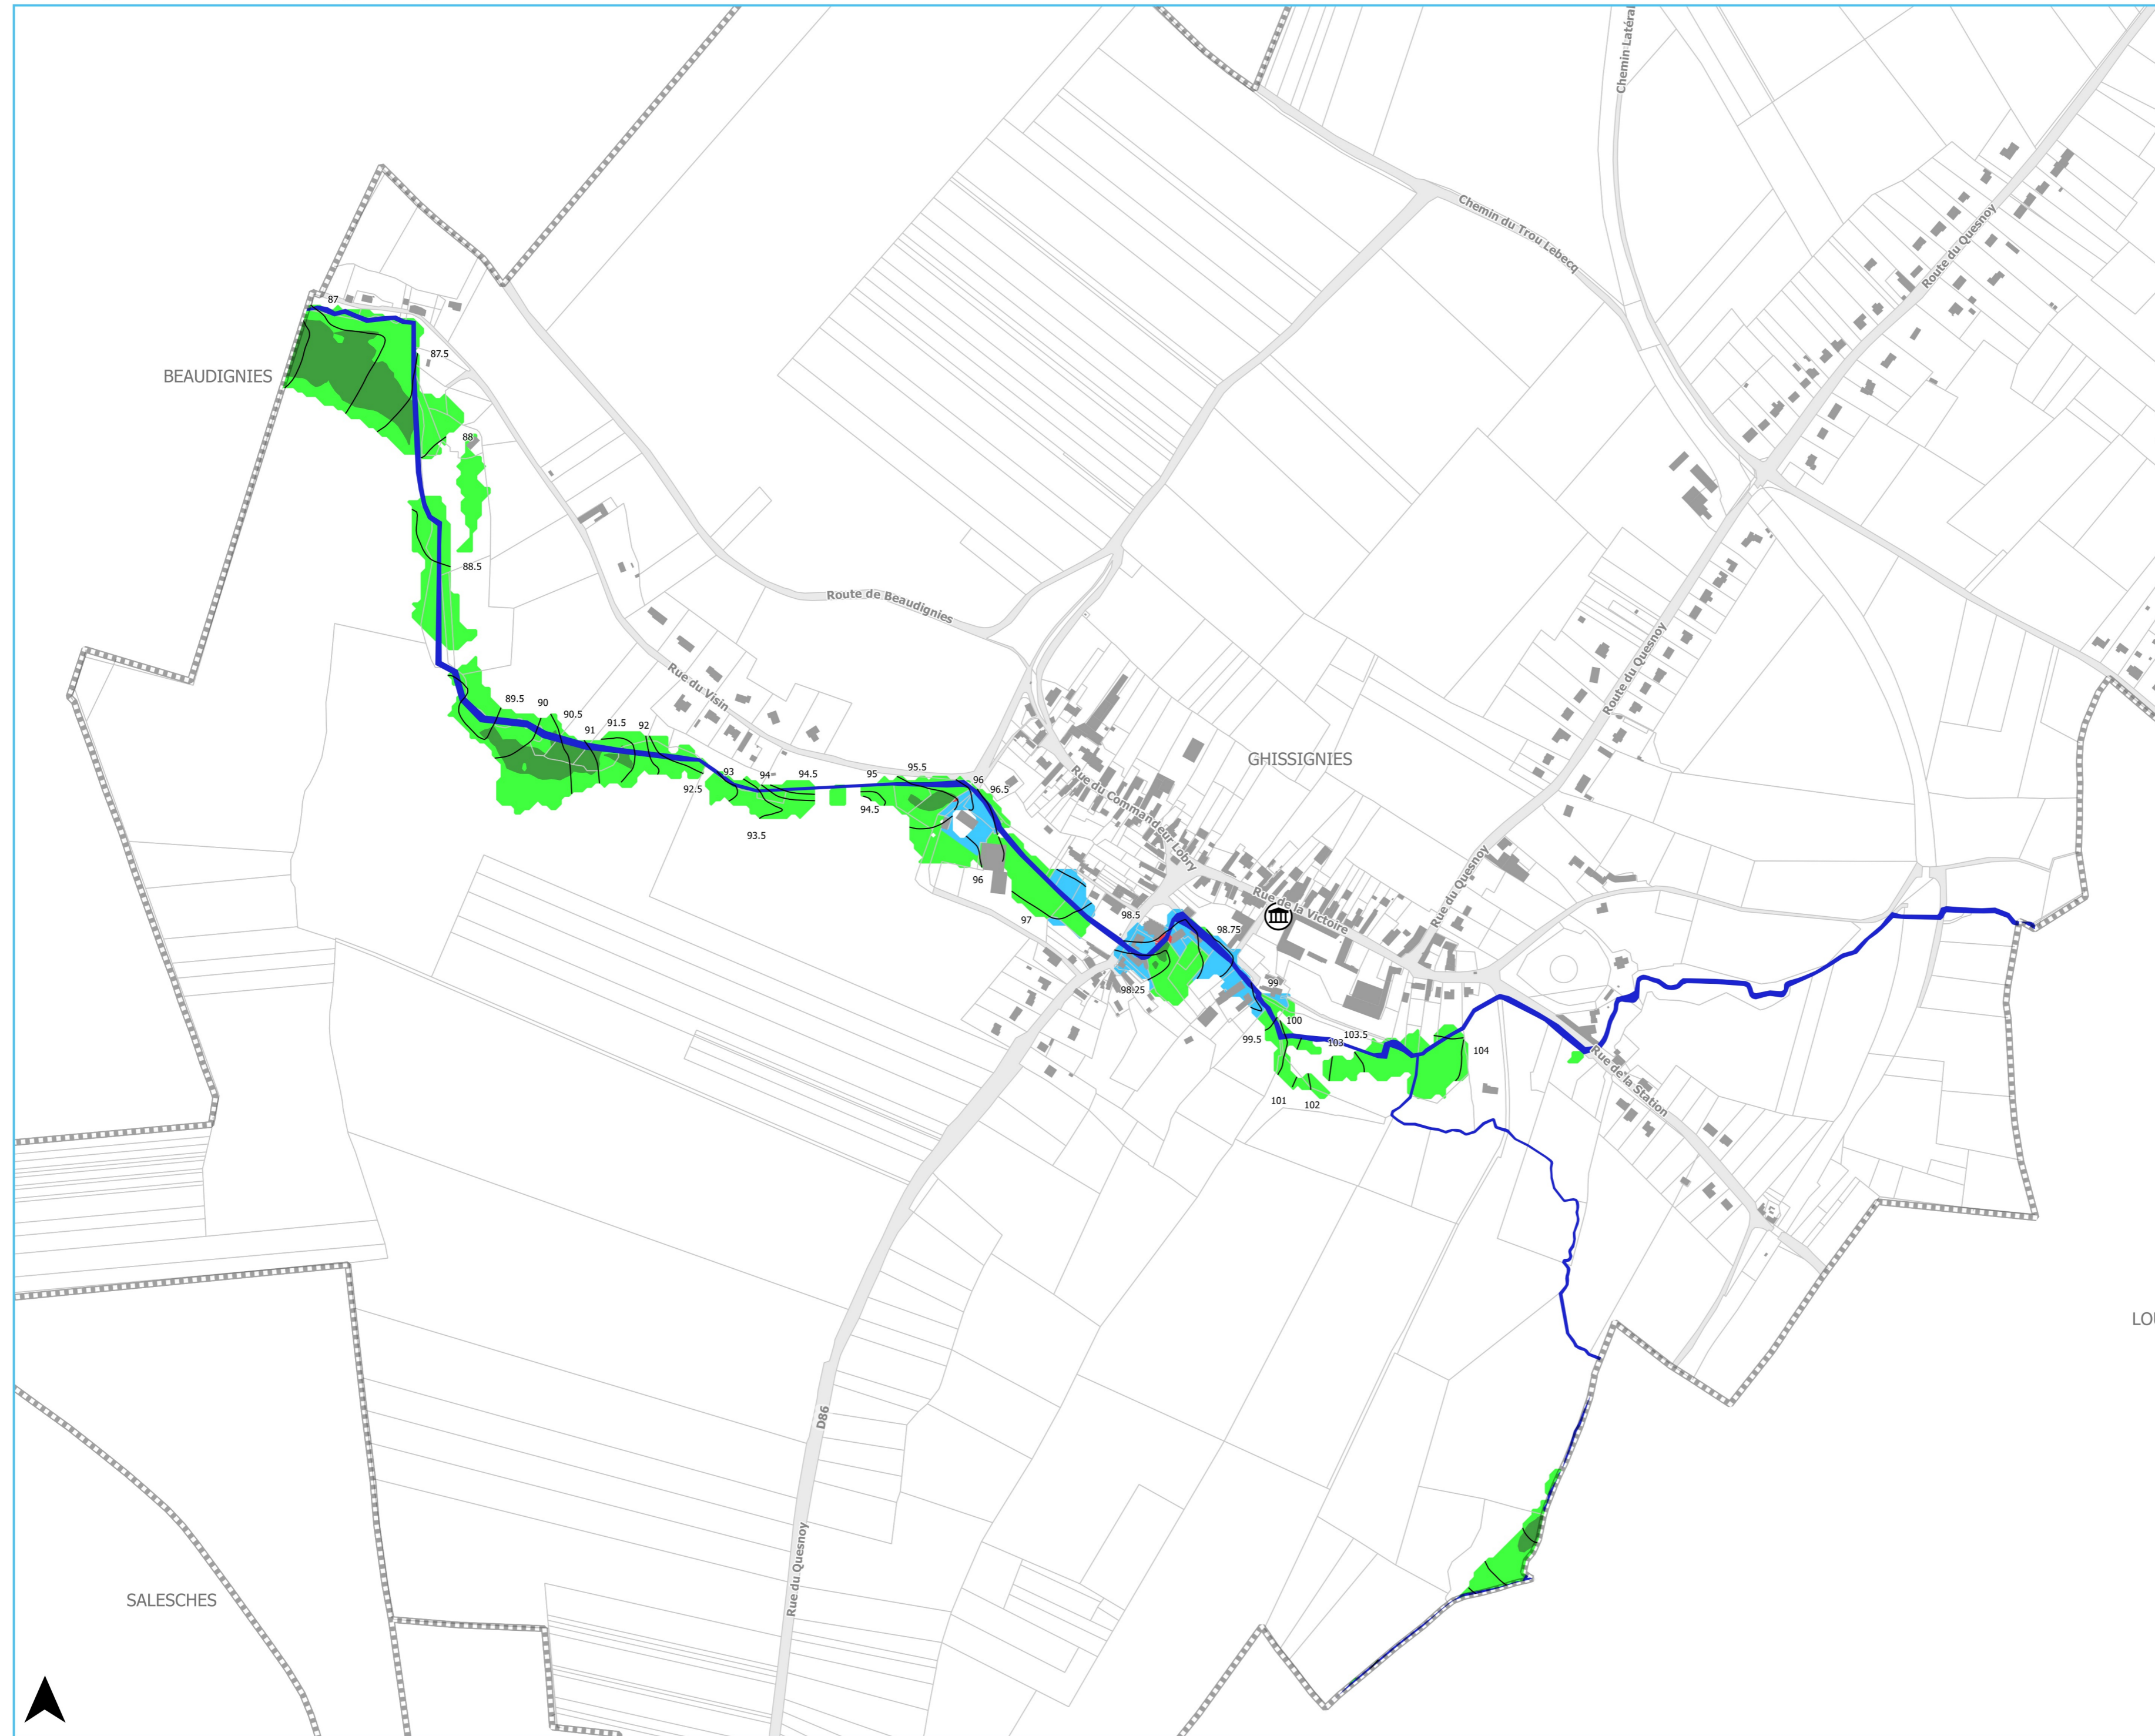 Chemin Latéral
Chemin du Trou Lebecq
Route du Quesnoy
87
87.5
BEAUDIGNIES
88
88.5
Route de Beaudignies
Route du Quesnoy
Rue du Visin
89.5
90
90.5
91
91.5
92
92.5
93
93.5
94
94.5
95
94.5
95.5
96
96.5
96
97
GHISSIGNIES
Rue du Commandeur Lobry
Rue de la Victoire
Rue du Quesnoy
98.5
98.75
98.25
99
99.5
100
101
102
103
103.5
104
Rue de la Station
LOU
D86
Rue du Quesnoy
SALESCHES